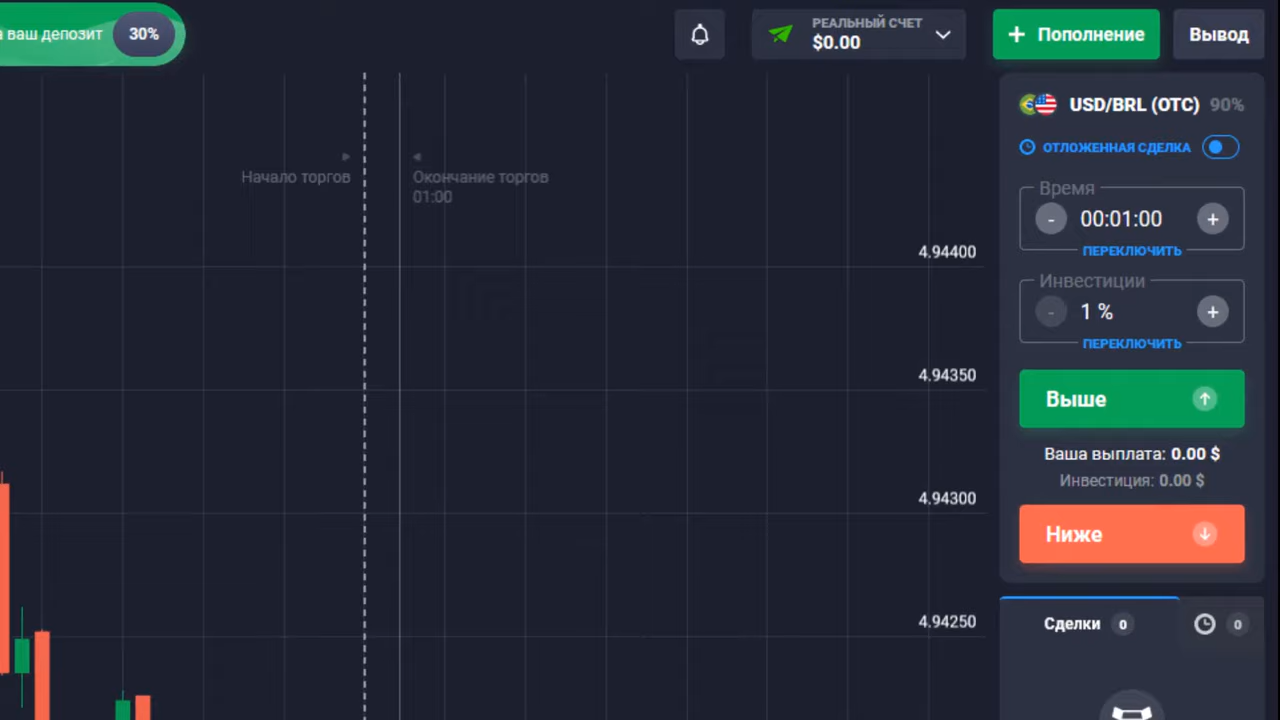 а ваш депозит 30%
РЕАЛЬНЫЙ СЧЕТ
$0.00
+ Пополнение
Вывод
Начало торгов
Окончание торгов
01:00
4.94400
4.94350
4.94300
4.94250
USD/BRL (OTC) 90%
ОТЛОЖЕННАЯ СДЕЛКА
Время
- 00:01:00 +
ПЕРЕКЛЮЧИТЬ
Инвестиции
- 1 % +
ПЕРЕКЛЮЧИТЬ
Выше
Ваша выплата: 0.00 $
Инвестиция: 0.00 $
Ниже
Сделки 0
0